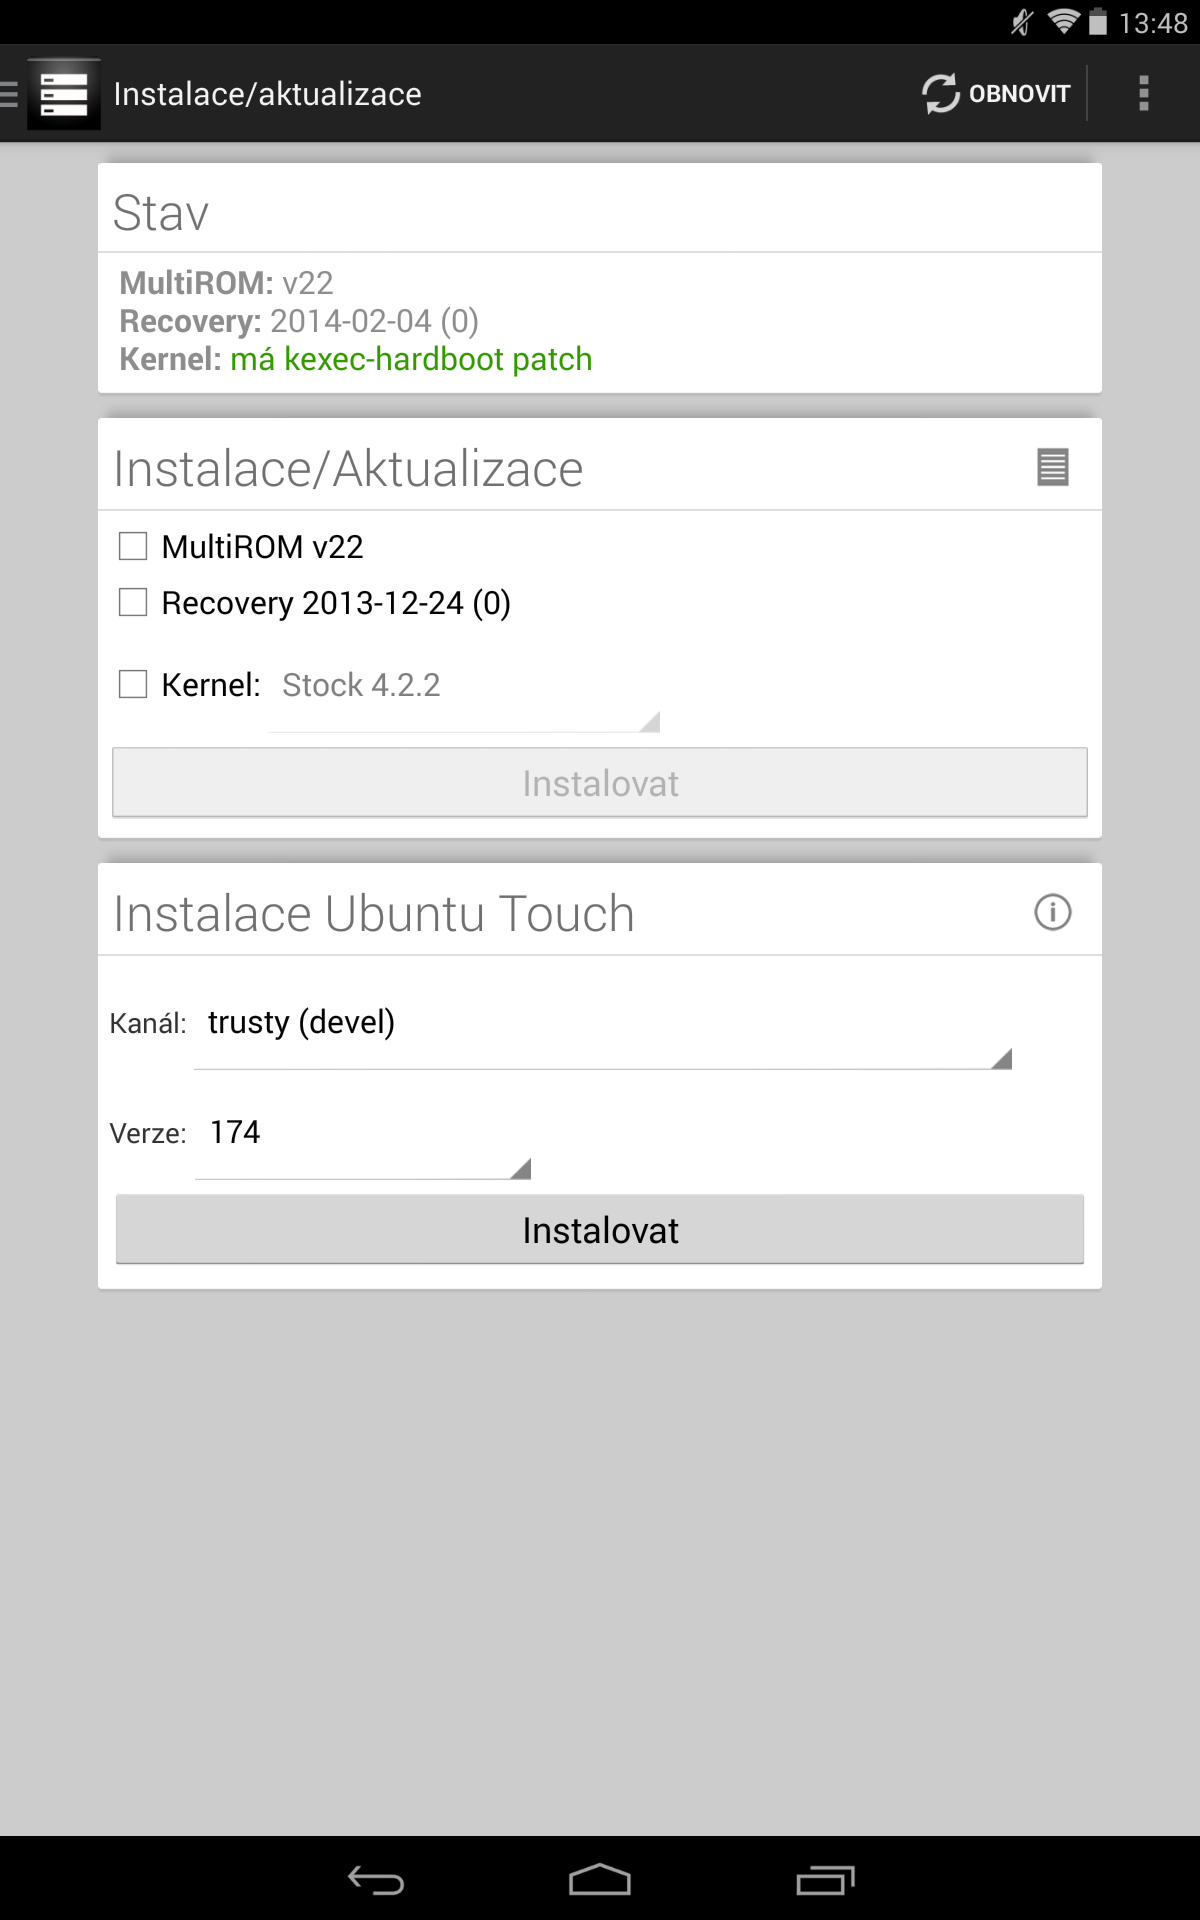 13:48
Instalace/aktualizace
OBNOVIT
Stav
MultiROM: v22
Recovery: 2014-02-04 (0)
Kernel: má kexec-hardboot patch
Instalace/Aktualizace
MultiROM v22
Recovery 2013-12-24 (0)
Kernel: Stock 4.2.2
Instalovat
Instalace Ubuntu Touch
Kanál: trusty (devel)
Verze: 174
Instalovat